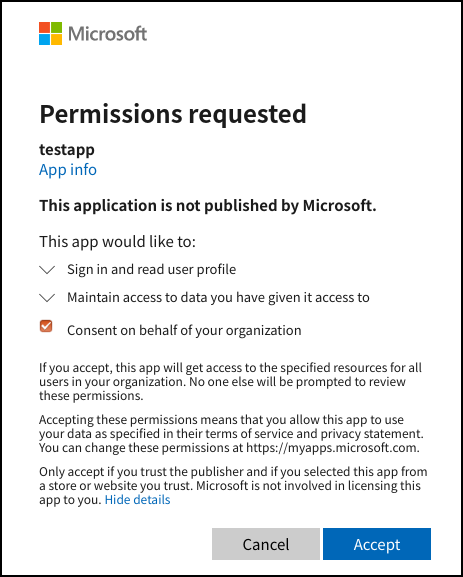 Microsoft
Permissions requested
testapp
App info
This application is not published by Microsoft.
This app would like to:
Sign in and read user profile
Maintain access to data you have given it access to
Consent on behalf of your organization
If you accept, this app will get access to the specified resources for all
users in your organization. No one else will be prompted to review
these permissions.
Accepting these permissions means that you allow this app to use
your data as specified in their terms of service and privacy statement.
You can change these permissions at https://myapps.microsoft.com.
Only accept if you trust the publisher and if you selected this app from
a store or website you trust. Microsoft is not involved in licensing this
app to you. Hide details
Cancel
Accept